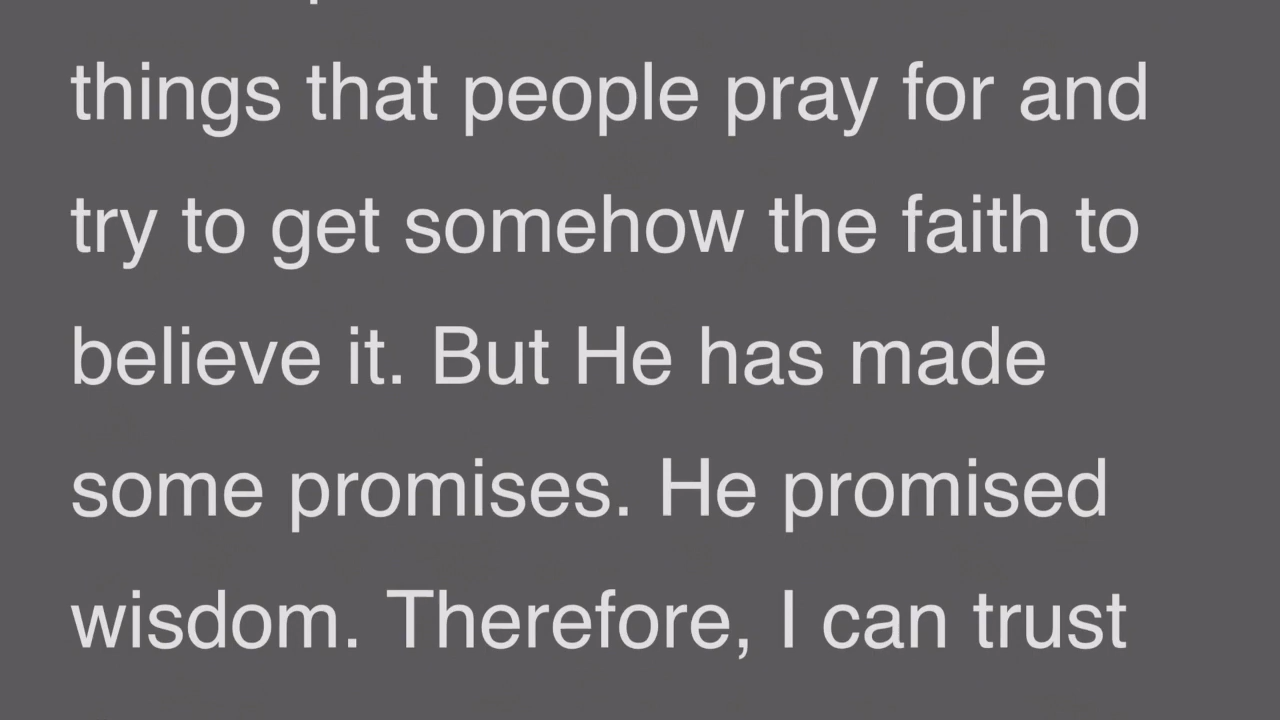 things that people pray for and
try to get somehow the faith to
believe it. But He has made
some promises. He promised
wisdom. Therefore, I can trust